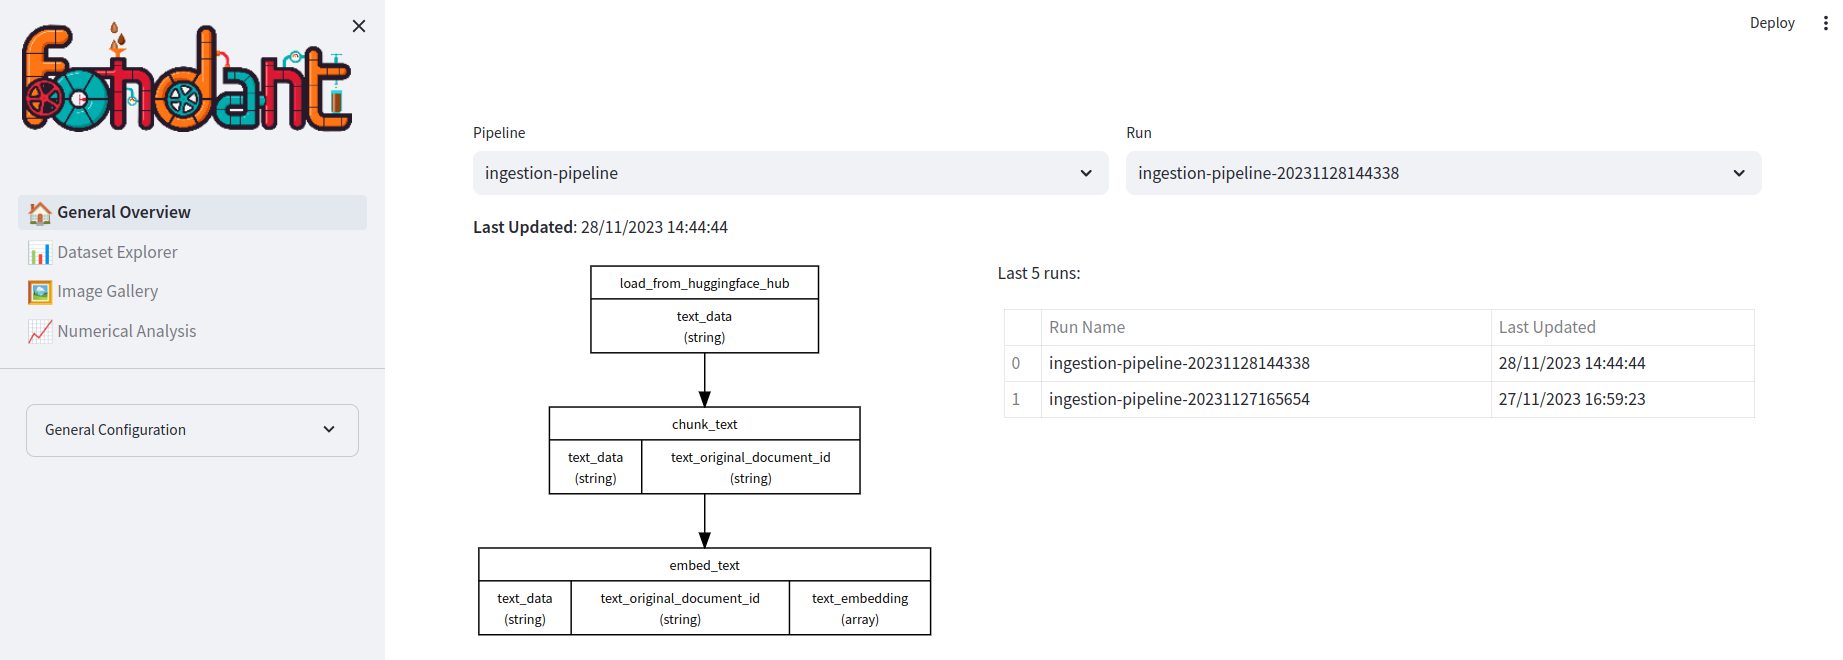 fondant
Deploy
General Overview
Dataset Explorer
Image Gallery
Numerical Analysis
General Configuration
Pipeline
Run
ingestion-pipeline
ingestion-pipeline-20231128144338
Last Updated: 28/11/2023 14:44:44
load_from_huggingface_hub
text_data
(string)
chunk_text
text_data
(string)
text_original_document_id
(string)
embed_text
text_data
(string)
text_original_document_id
(string)
text_embedding
(array)
Last 5 runs:
Run Name Last Updated
0 ingestion-pipeline-20231128144338 28/11/2023 14:44:44
1 ingestion-pipeline-20231127165654 27/11/2023 16:59:23